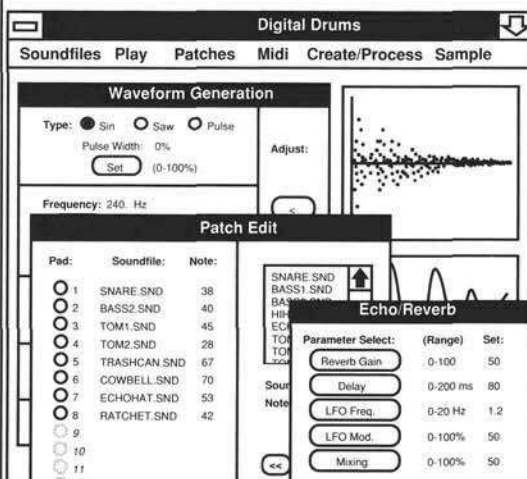 Digital Drums
Soundfiles Play Patches Midi Create/Process Sample
Waveform Generation
Type: Sin Saw Pulse
Pulse Width: 0%
Set (0-100%)
Adjust:
Frequency: 240. Hz
<
Patch Edit
Pad: Soundfile: Note:
1 SNARE.SND 38
2 BASS2.SND 40
3 TOM1.SND 45
4 TOM2.SND 28
5 TRASHCAN.SND 67
6 COWBELL.SND 70
7 ECHOHAT.SND 53
8 RATCHET.SND 42
9
10
11
SNARE.SND
BASS1.SND
Sour
Note
<<
Echo/Reverb
Parameter Select: (Range) Set:
Reverb Gain 0-100 50
Delay 0-200 ms 80
LFO Freq. 0-20 Hz 1.2
LFO Mod. 0-100% 50
Mixing 0-100% 50